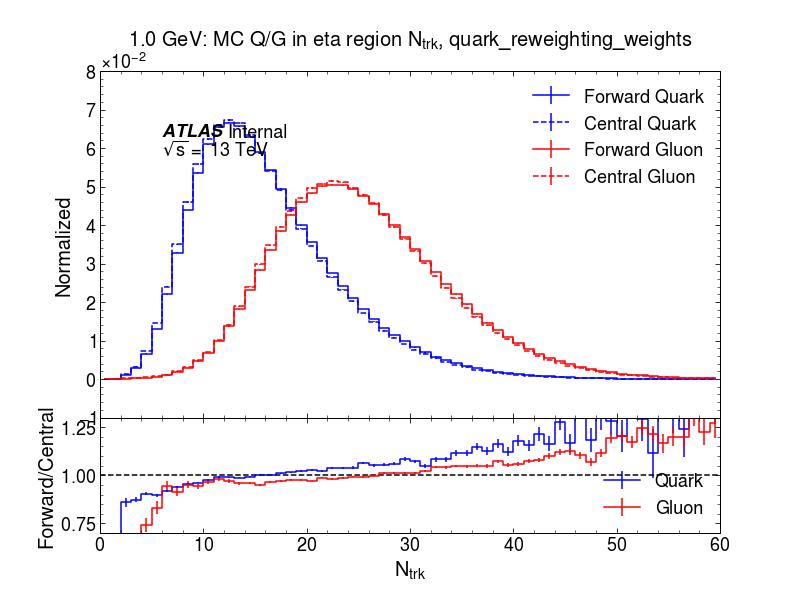 1.0 GeV: MC Q/G in eta region N_trk, quark_reweighting_weights
×10⁻²
8
7
6
5
4
3
2
1
0
Normalized
ATLAS Internal
√s = 13 TeV
Forward Quark
Central Quark
Forward Gluon
Central Gluon
1.25
1.00
0.75
Forward/Central
Quark
Gluon
0 10 20 30 40 50 60
N_trk